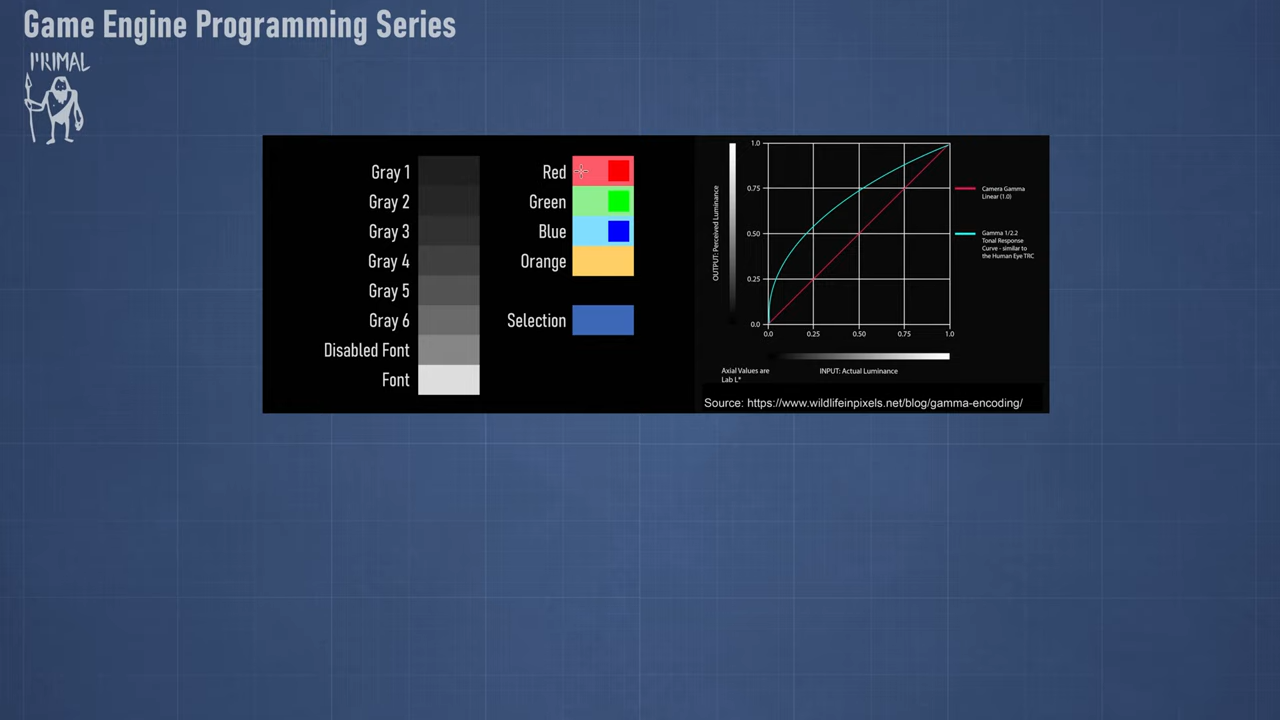 Game Engine Programming Series
PRIMAL
Gray 1
Gray 2
Gray 3
Gray 4
Gray 5
Gray 6
Disabled Font
Font
Red
Green
Blue
Orange
Selection
OUTPUT: Perceived Luminance
1.0
0.75
0.50
0.25
0.0
0.0 0.25 0.50 0.75 1.0
Camera Gamma
Linear (1.0)
Gamma 1/2.2
Tonal Response
Curve - similar to
the Human Eye TRC
Axial Values are
Lab L*
INPUT: Actual Luminance
Source: https://www.wildlifeinpixels.net/blog/gamma-encoding/